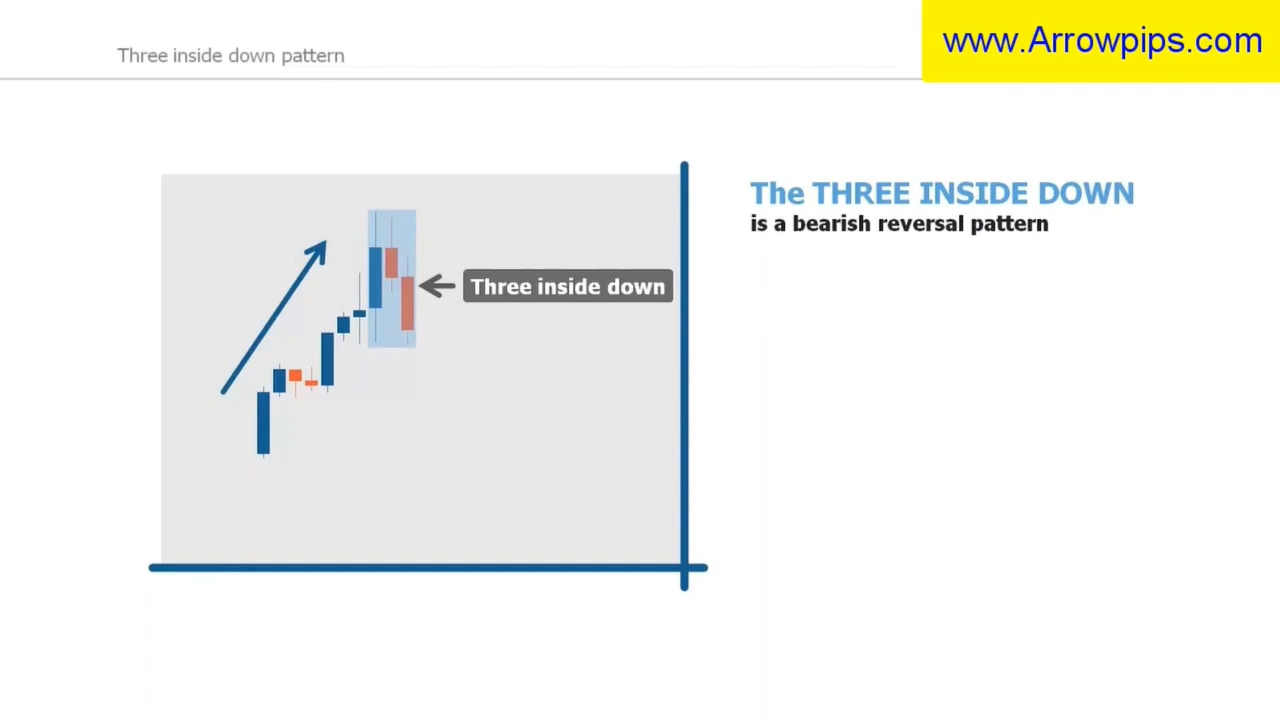 Three inside down pattern
www.Arrowpips.com
The THREE INSIDE DOWN
is a bearish reversal pattern
Three inside down